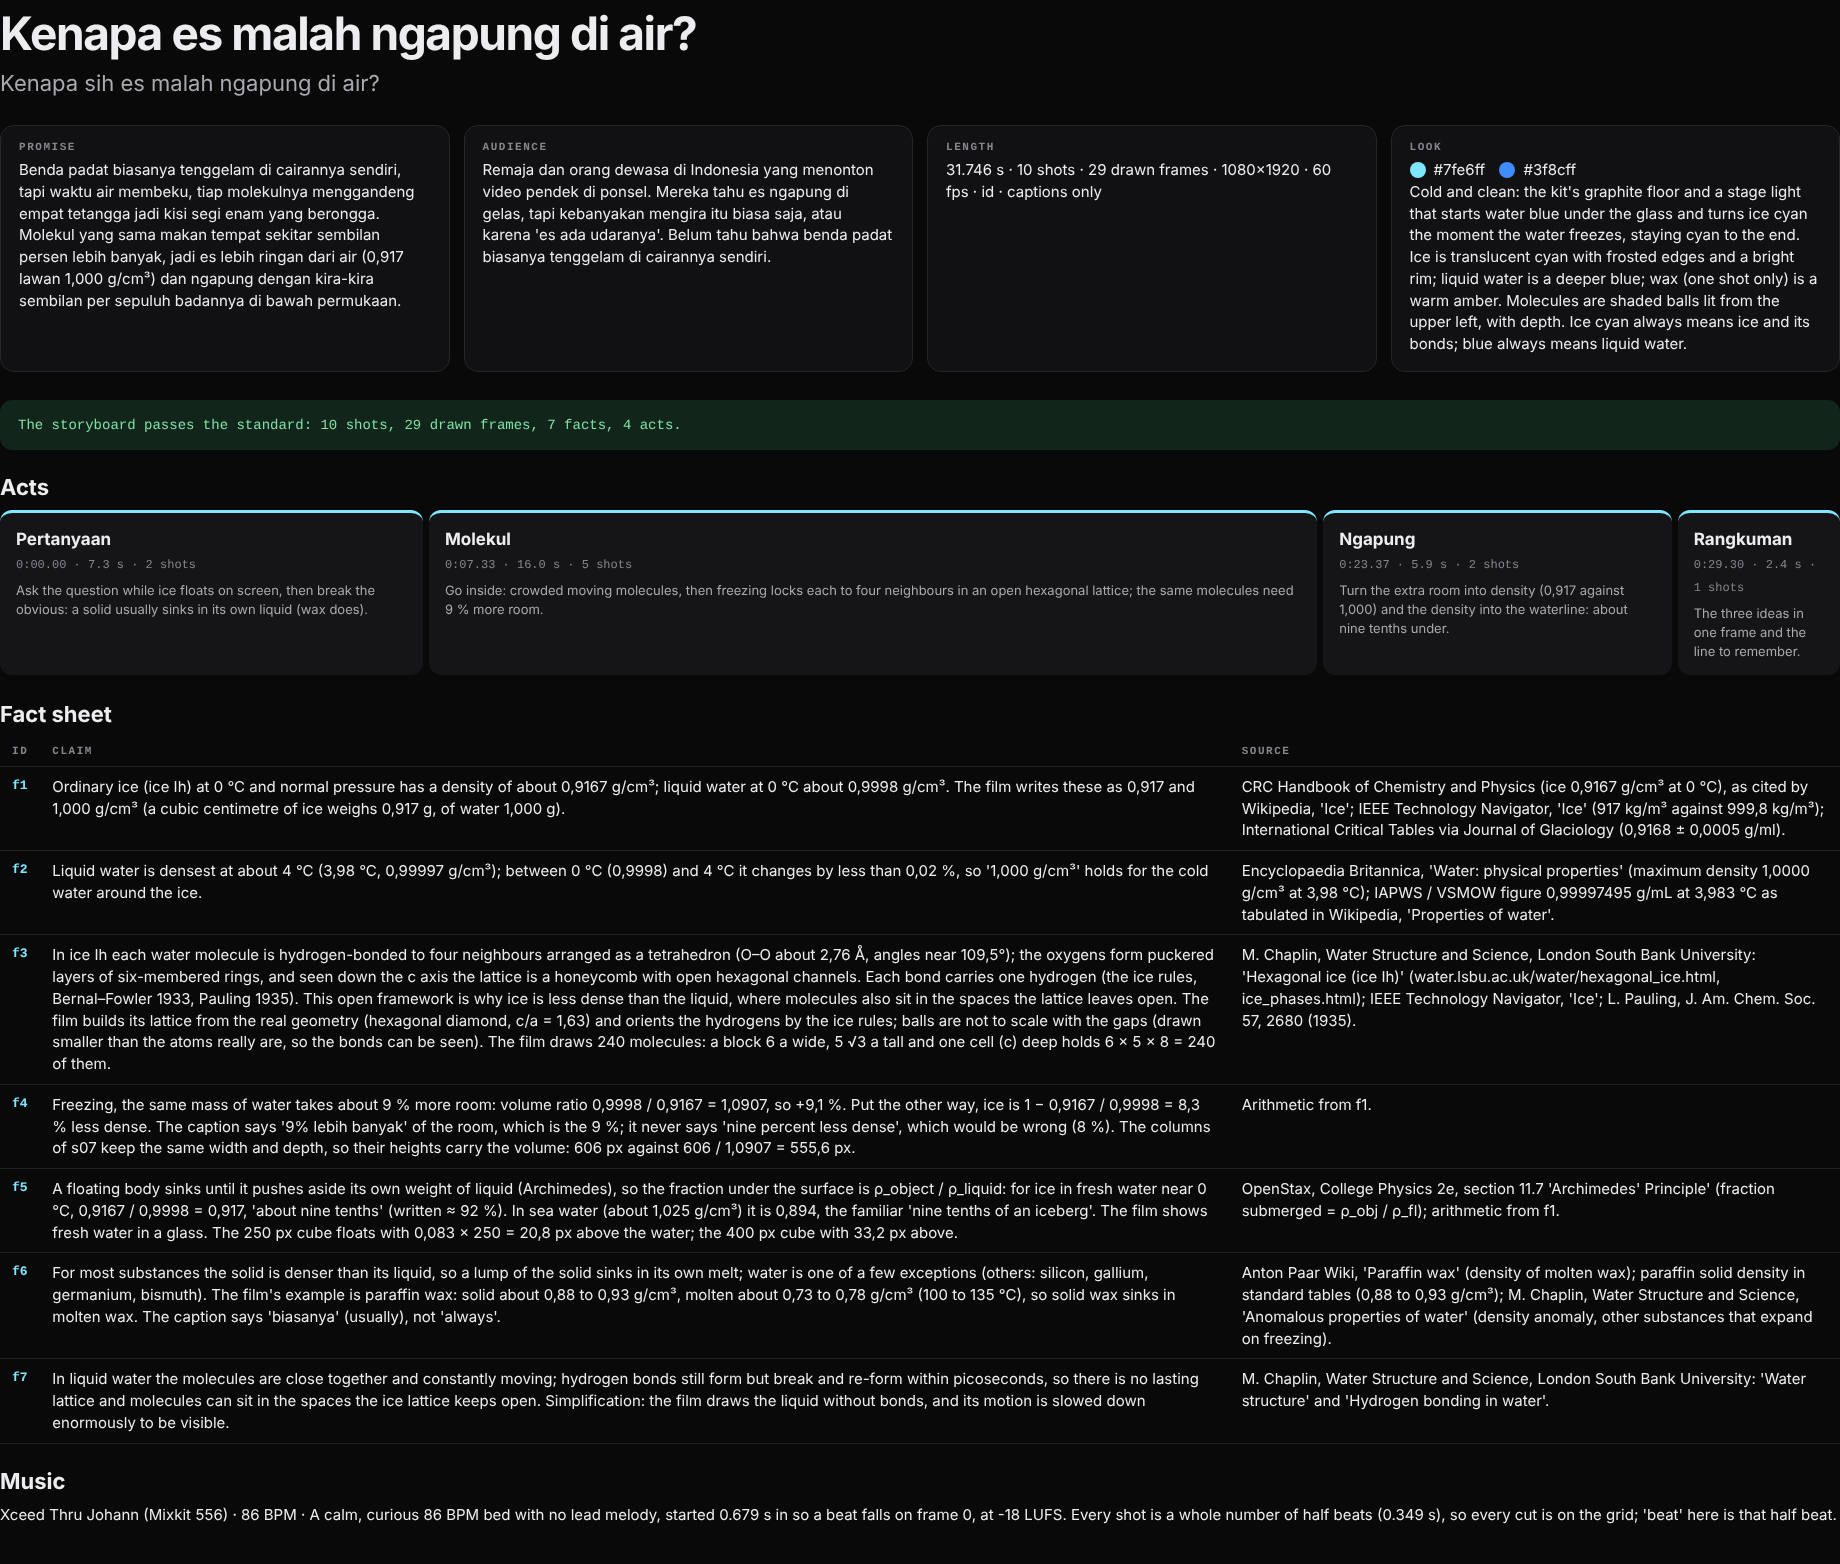 Kenapa es malah ngapung di air?
Kenapa sih es malah ngapung di air?
PROMISE
Benda padat biasanya tenggelam di cairannya sendiri,
tapi waktu air membeku, tiap molekulnya menggandeng
empat tetangga jadi kisi segi enam yang berongga.
Molekul yang sama makan tempat sekitar sembilan
persen lebih banyak, jadi es lebih ringan dari air (0,917
lawan 1,000 g/cm³) dan ngapung dengan kira-kira
sembilan per sepuluh badannya di bawah permukaan.
AUDIENCE
Remaja dan orang dewasa di Indonesia yang menonton
video pendek di ponsel. Mereka tahu es ngapung di
gelas, tapi kebanyakan mengira itu biasa saja, atau
karena 'es ada udaranya'. Belum tahu bahwa benda padat
biasanya tenggelam di cairannya sendiri.
LENGTH
31.746 s · 10 shots · 29 drawn frames · 1080×1920 · 60
fps · id · captions only
LOOK
#7fe6ff #3f8cff
Cold and clean: the kit's graphite floor and a stage light
that starts water blue under the glass and turns ice cyan
the moment the water freezes, staying cyan to the end.
Ice is translucent cyan with frosted edges and a bright
rim; liquid water is a deeper blue; wax (one shot only) is a
warm amber. Molecules are shaded balls lit from the
upper left, with depth. Ice cyan always means ice and its
bonds; blue always means liquid water.
The storyboard passes the standard: 10 shots, 29 drawn frames, 7 facts, 4 acts.
Acts
Pertanyaan
0:00.00 · 7.3 s · 2 shots
Ask the question while ice floats on screen, then break the
obvious: a solid usually sinks in its own liquid (wax does).
Molekul
0:07.33 · 16.0 s · 5 shots
Go inside: crowded moving molecules, then freezing locks each to four neighbours in an open hexagonal lattice; the same molecules need
9 % more room.
Ngapung
0:23.37 · 5.9 s · 2 shots
Turn the extra room into density (0,917 against
1,000) and the density into the waterline: about
nine tenths under.
Rangkuman
0:29.30 · 2.4 s ·
1 shots
The three ideas in
one frame and the
line to remember.
Fact sheet
ID CLAIM SOURCE
f1
Ordinary ice (ice Ih) at 0 °C and normal pressure has a density of about 0,9167 g/cm³; liquid water at 0 °C about 0,9998 g/cm³. The film writes these as 0,917 and
1,000 g/cm³ (a cubic centimetre of ice weighs 0,917 g, of water 1,000 g).
CRC Handbook of Chemistry and Physics (ice 0,9167 g/cm³ at 0 °C), as cited by
Wikipedia, 'Ice'; IEEE Technology Navigator, 'Ice' (917 kg/m³ against 999,8 kg/m³);
International Critical Tables via Journal of Glaciology (0,9168 ± 0,0005 g/ml).
f2
Liquid water is densest at about 4 °C (3,98 °C, 0,99997 g/cm³); between 0 °C (0,9998) and 4 °C it changes by less than 0,02 %, so '1,000 g/cm³' holds for the cold
water around the ice.
Encyclopaedia Britannica, 'Water: physical properties' (maximum density 1,0000
g/cm³ at 3,98 °C); IAPWS / VSMOW figure 0,99997495 g/mL at 3,983 °C as
tabulated in Wikipedia, 'Properties of water'.
f3
In ice Ih each water molecule is hydrogen-bonded to four neighbours arranged as a tetrahedron (O–O about 2,76 Å, angles near 109,5°); the oxygens form puckered
layers of six-membered rings, and seen down the c axis the lattice is a honeycomb with open hexagonal channels. Each bond carries one hydrogen (the ice rules,
Bernal–Fowler 1933, Pauling 1935). This open framework is why ice is less dense than the liquid, where molecules also sit in the spaces the lattice leaves open. The
film builds its lattice from the real geometry (hexagonal diamond, c/a = 1,63) and orients the hydrogens by the ice rules; balls are not to scale with the gaps (drawn
smaller than the atoms really are, so the bonds can be seen). The film draws 240 molecules: a block 6 a wide, 5 √3 a tall and one cell (c) deep holds 6 × 5 × 8 = 240
of them.
M. Chaplin, Water Structure and Science, London South Bank University:
'Hexagonal ice (ice Ih)' (water.lsbu.ac.uk/water/hexagonal_ice.html,
ice_phases.html); IEEE Technology Navigator, 'Ice'; L. Pauling, J. Am. Chem. Soc.
57, 2680 (1935).
f4
Freezing, the same mass of water takes about 9 % more room: volume ratio 0,9998 / 0,9167 = 1,0907, so +9,1 %. Put the other way, ice is 1 − 0,9167 / 0,9998 = 8,3
% less dense. The caption says '9% lebih banyak' of the room, which is the 9 %; it never says 'nine percent less dense', which would be wrong (8 %). The columns
of s07 keep the same width and depth, so their heights carry the volume: 606 px against 606 / 1,0907 = 555,6 px.
Arithmetic from f1.
f5
A floating body sinks until it pushes aside its own weight of liquid (Archimedes), so the fraction under the surface is ρ_object / ρ_liquid: for ice in fresh water near 0
°C, 0,9167 / 0,9998 = 0,917, 'about nine tenths' (written ≈ 92 %). In sea water (about 1,025 g/cm³) it is 0,894, the familiar 'nine tenths of an iceberg'. The film shows
fresh water in a glass. The 250 px cube floats with 0,083 × 250 = 20,8 px above the water; the 400 px cube with 33,2 px above.
OpenStax, College Physics 2e, section 11.7 'Archimedes' Principle' (fraction
submerged = ρ_obj / ρ_fl); arithmetic from f1.
f6
For most substances the solid is denser than its liquid, so a lump of the solid sinks in its own melt; water is one of a few exceptions (others: silicon, gallium,
germanium, bismuth). The film's example is paraffin wax: solid about 0,88 to 0,93 g/cm³, molten about 0,73 to 0,78 g/cm³ (100 to 135 °C), so solid wax sinks in
molten wax. The caption says 'biasanya' (usually), not 'always'.
Anton Paar Wiki, 'Paraffin wax' (density of molten wax); paraffin solid density in
standard tables (0,88 to 0,93 g/cm³); M. Chaplin, Water Structure and Science,
'Anomalous properties of water' (density anomaly, other substances that expand
on freezing).
f7
In liquid water the molecules are close together and constantly moving; hydrogen bonds still form but break and re-form within picoseconds, so there is no lasting
lattice and molecules can sit in the spaces the ice lattice keeps open. Simplification: the film draws the liquid without bonds, and its motion is slowed down
enormously to be visible.
M. Chaplin, Water Structure and Science, London South Bank University: 'Water
structure' and 'Hydrogen bonding in water'.
Music
Xceed Thru Johann (Mixkit 556) · 86 BPM · A calm, curious 86 BPM bed with no lead melody, started 0.679 s in so a beat falls on frame 0, at -18 LUFS. Every shot is a whole number of half beats (0.349 s), so every cut is on the grid; 'beat' here is that half beat.